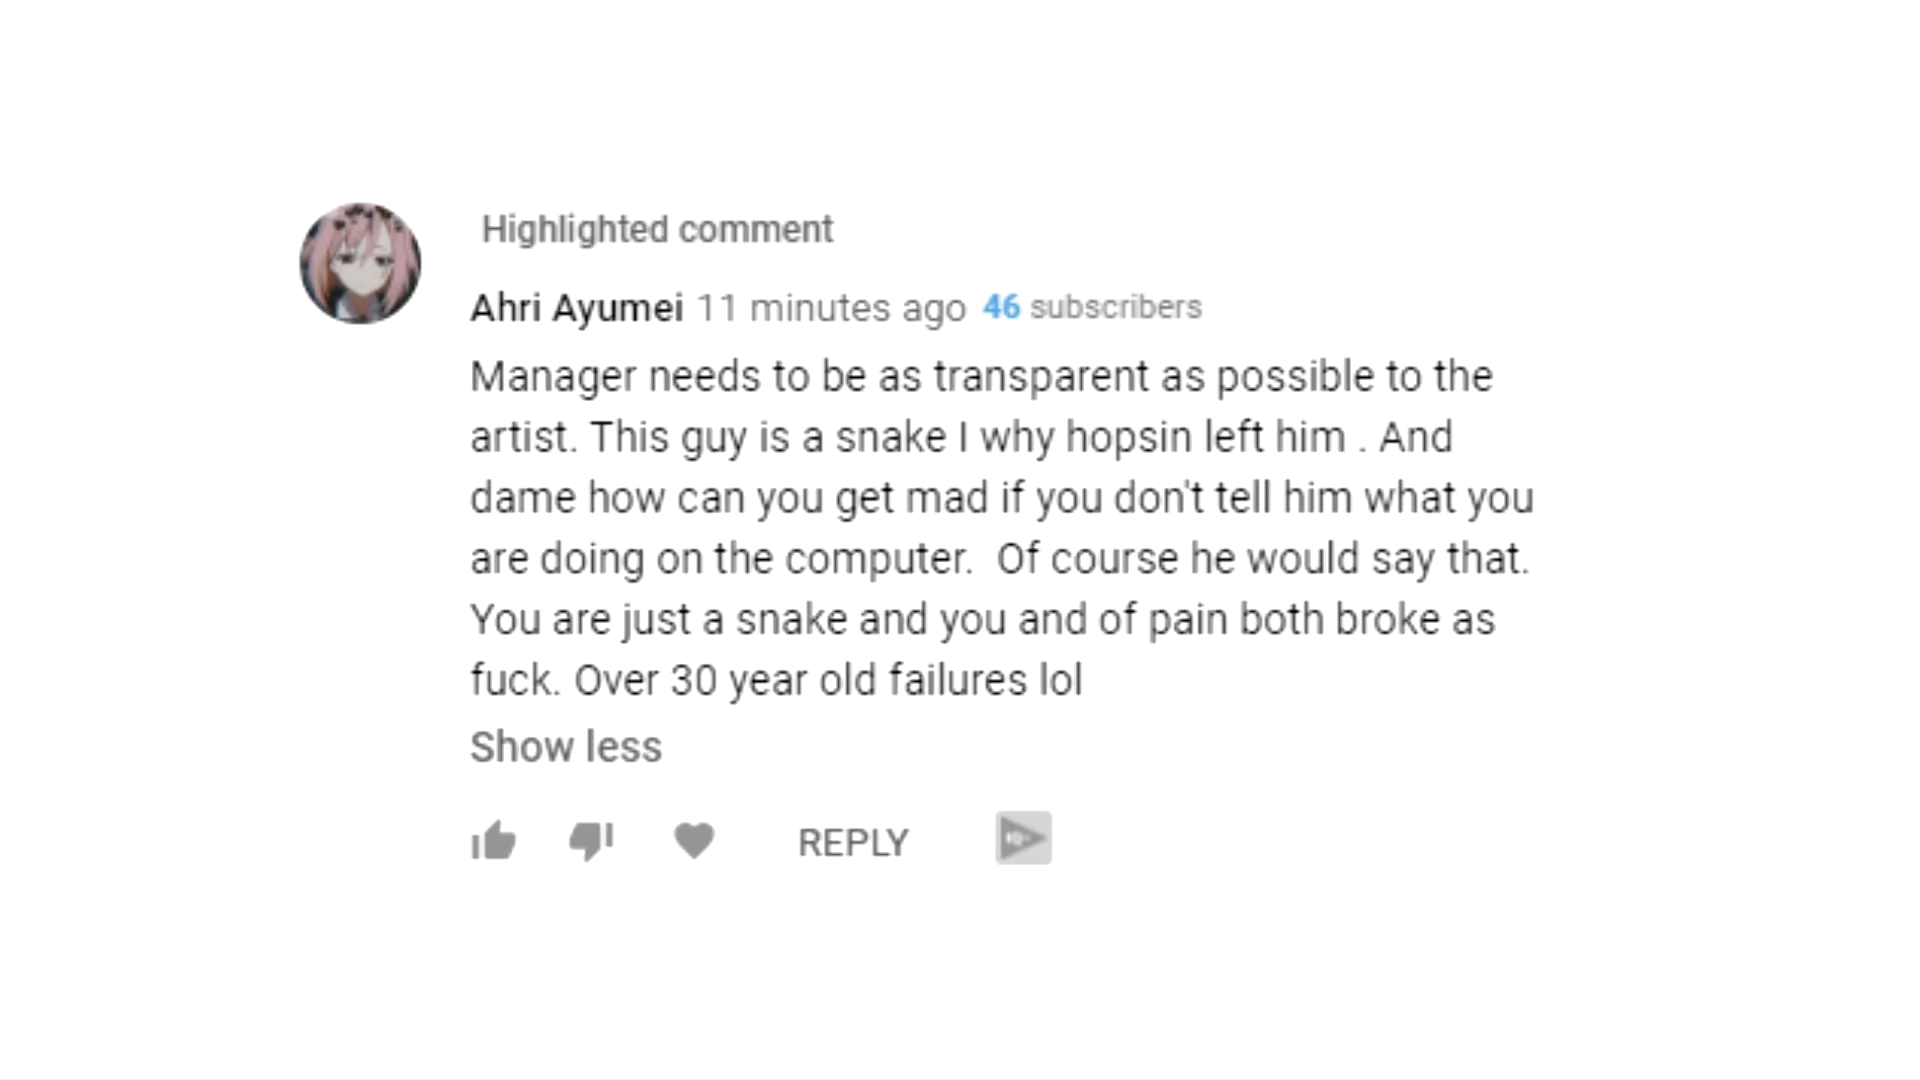 Highlighted comment
Ahri Ayumei 11 minutes ago 46 subscribers
Manager needs to be as transparent as possible to the
artist. This guy is a snake I why hopsin left him . And
dame how can you get mad if you don't tell him what you
are doing on the computer.  Of course he would say that.
You are just a snake and you and of pain both broke as
fuck. Over 30 year old failures lol
Show less
REPLY